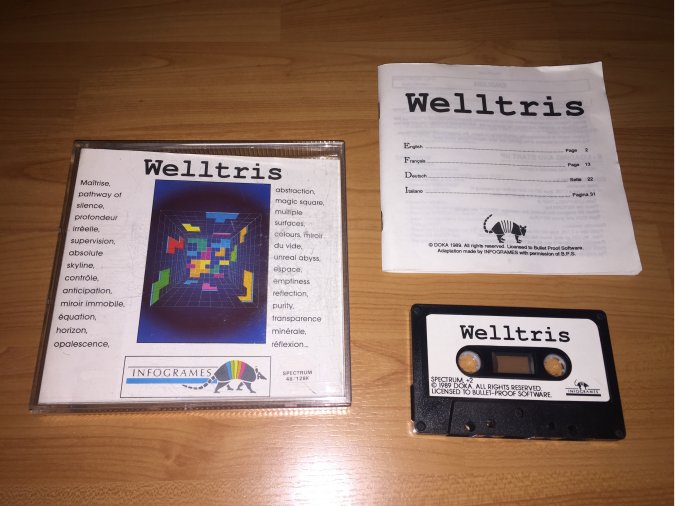 Welltris
Maîtrise,
pathway of
silence,
profondeur
irréelle,
supervision,
absolute
skyline,
contrôle,
anticipation,
miroir immobile,
équation,
horizon,
opalescence,
abstraction,
magic square,
multiple
surfaces,
colours, miroir
du vide,
unreal abyss,
espace,
emptiness
reflection,
purity,
transparence
minérale,
réflexion...
INFOGRAMES
SPECTRUM
48/128K
Welltris
English Page 2
Français Page 13
Deutsch Seite 22
Italiano Pagina 31
© DOKA 1989. All rights reserved. Licensed to Bullet Proof Software.
Adaptation made by INFOGRAMES with permission of B.P.S.
Welltris
SPECTRUM +2
© 1989 DOKA. ALL RIGHTS RESERVED.
LICENSED TO BULLET-PROOF SOFTWARE.
INFOGRAMES